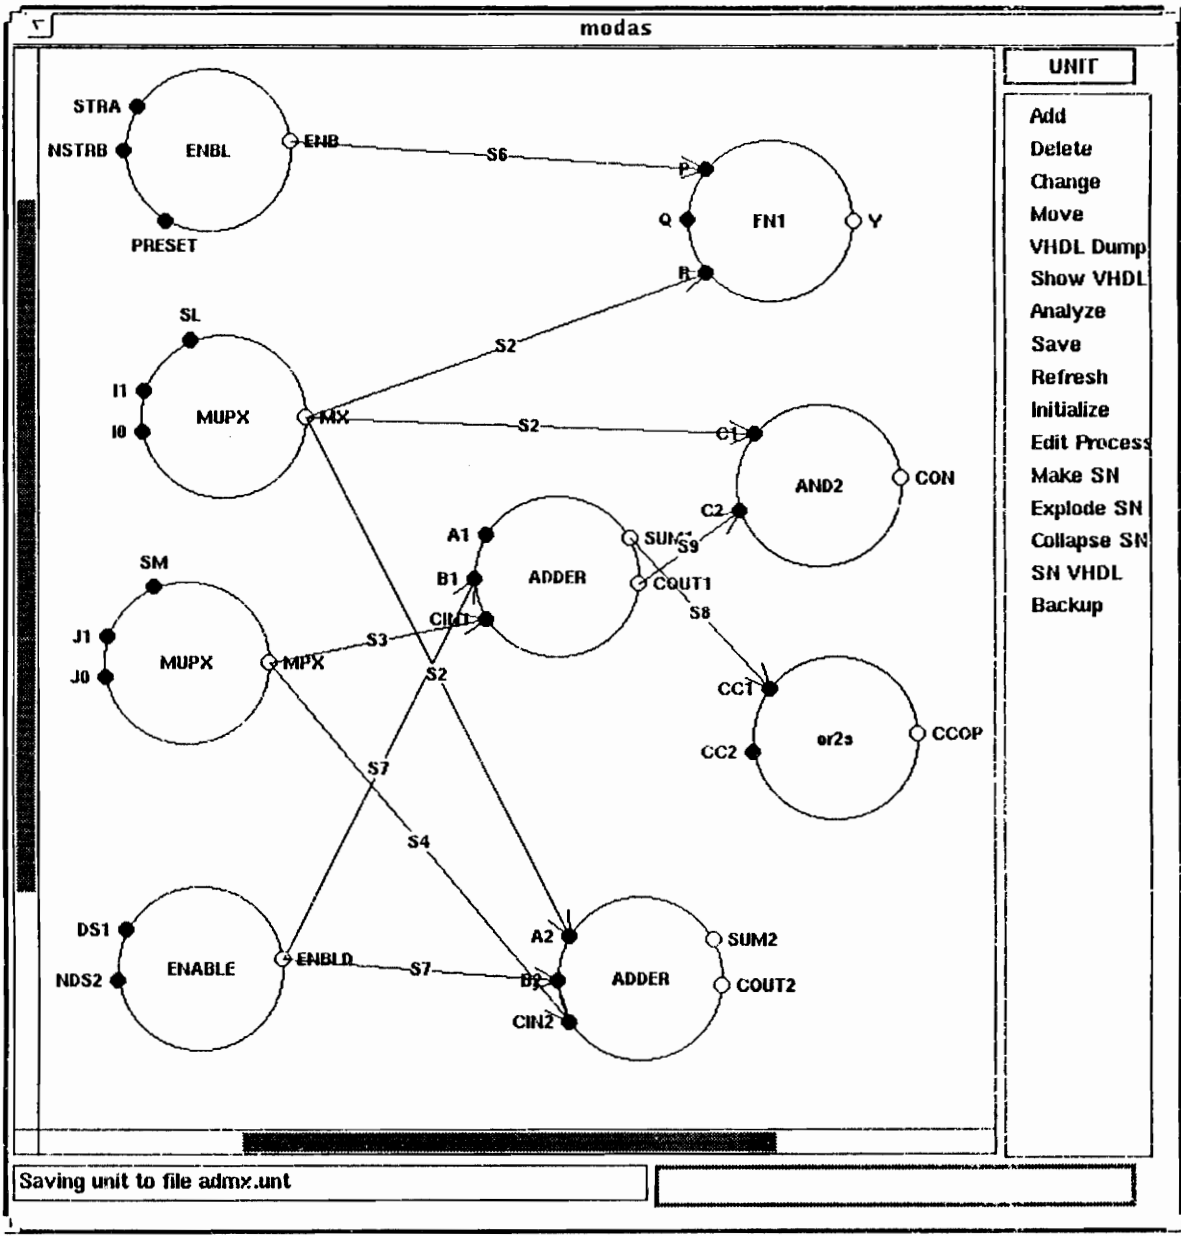 modas
UNIT
Add
Delete
Change
Move
VHDL Dump
Show VHDL
Analyze
Save
Refresh
Initialize
Edit Process
Make SN
Explode SN
Collapse SN
SN VHDL
Backup
STRA
NSTRB
ENBL
ENB
PRESET
S6
P
Q
FN1
Y
R
SL
I1
I0
MUPX
MX
S2
S2
C1
AND2
CON
C2
A1
B1
CIN1
ADDER
SUM1
S9
COUT1
S8
SM
J1
J0
MUPX
MPX
S3
S2
CC1
CC2
or2s
CCOP
S7
S4
DS1
NDS2
ENABLE
ENBLD
S7
A2
B2
CIN2
ADDER
SUM2
COUT2
Saving unit to file admx.unt